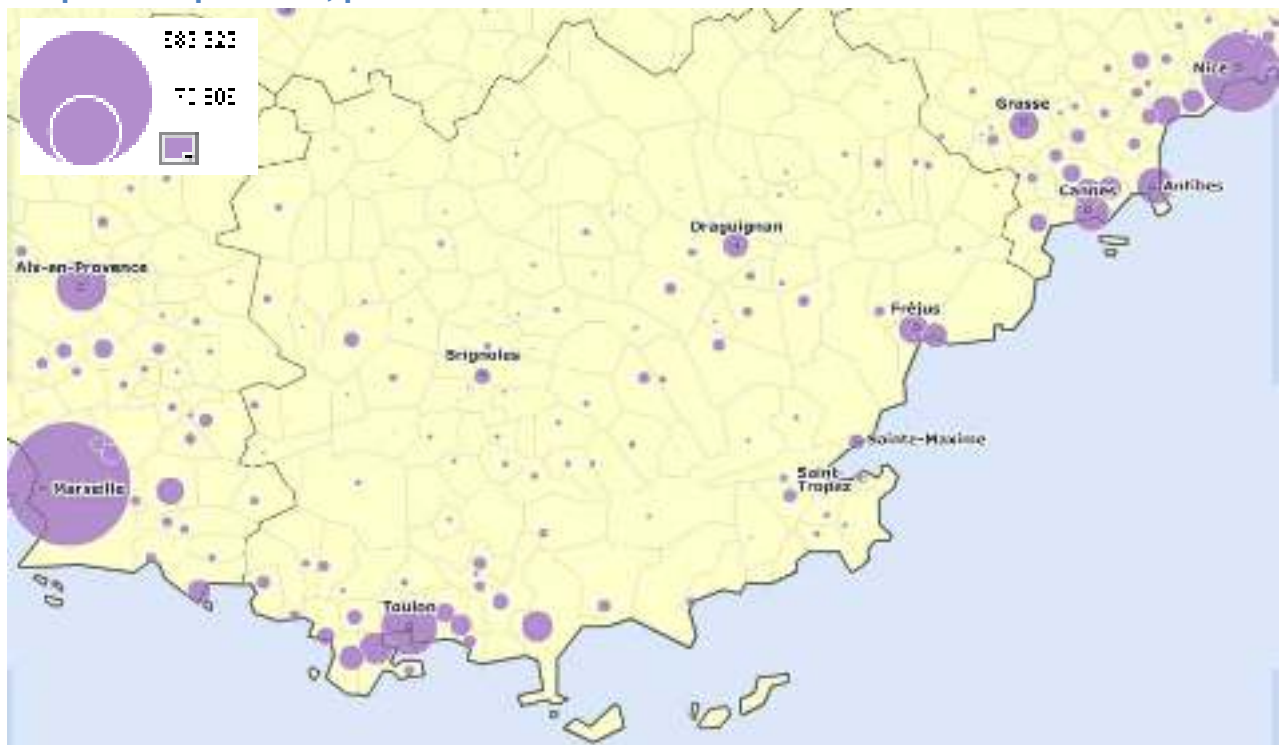 Nice
Grasse
Cannes
Antibes
Draguignan
Aix-en-Provence
Fréjus
Brignoles
Sainte-Maxime
Saint-
Tropez
Marseille
Toulon